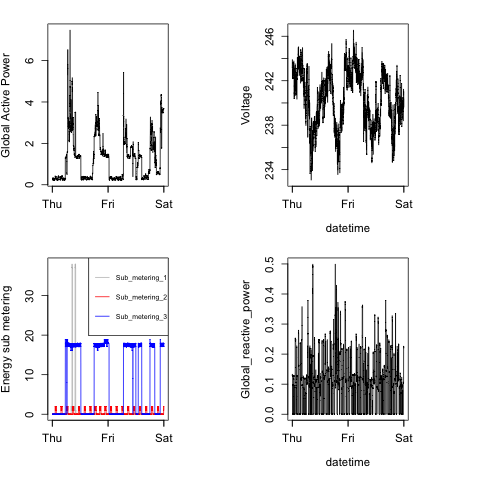 Global Active Power
0 2 4 6
Thu Fri Sat
Voltage
234 238 242 246
Thu Fri Sat
datetime
Energy sub metering
0 10 20 30
Sub_metering_1
Sub_metering_2
Sub_metering_3
Thu Fri Sat
Global_reactive_power
0.0 0.1 0.2 0.3 0.4 0.5
Thu Fri Sat
datetime